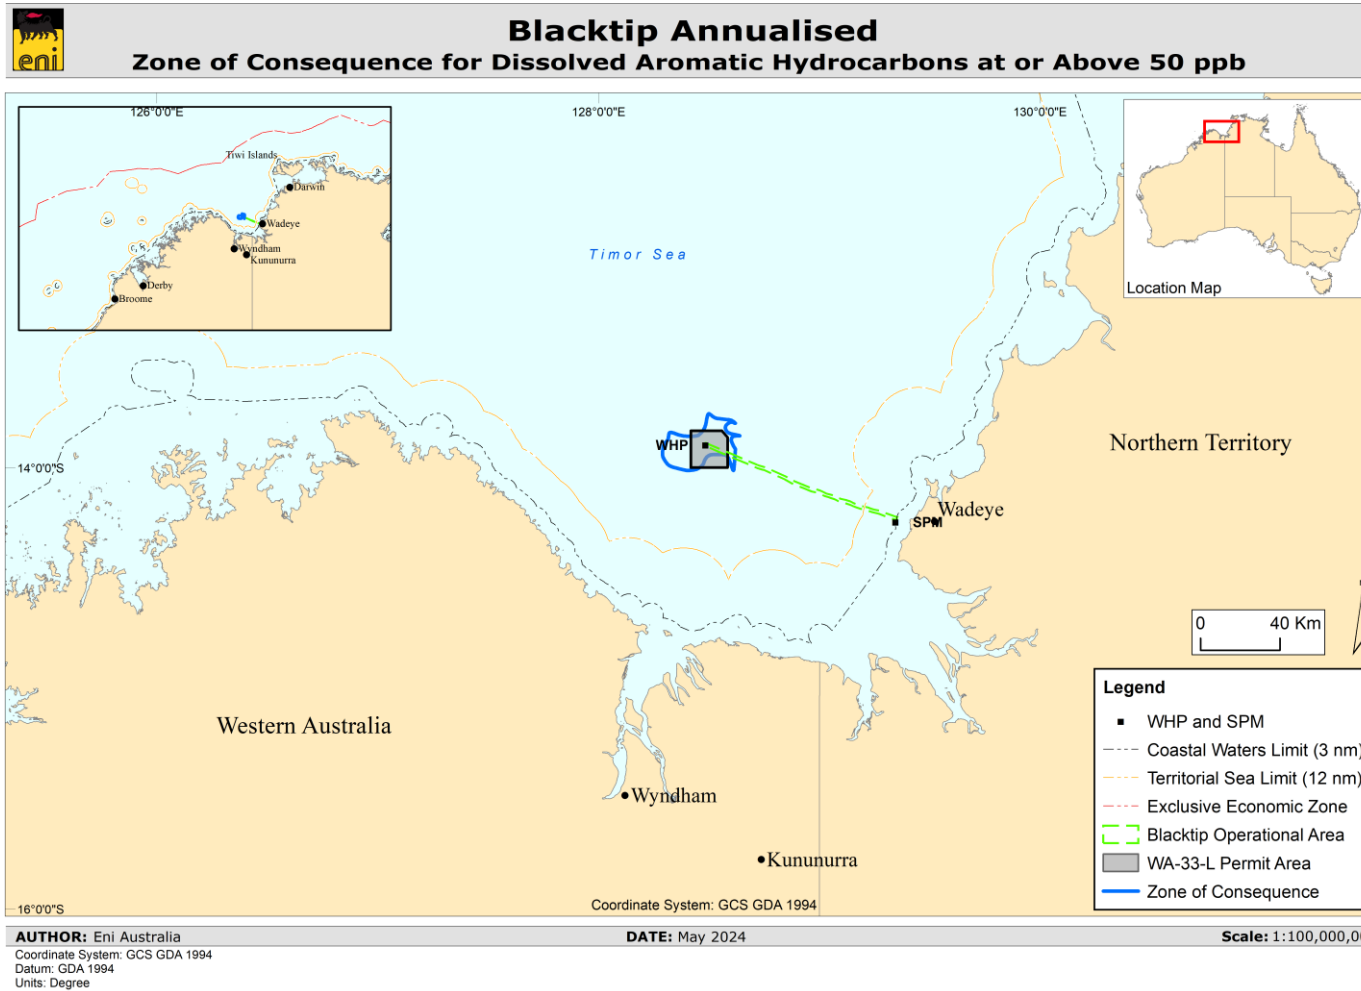 eni
Blacktip Annualised
Zone of Consequence for Dissolved Aromatic Hydrocarbons at or Above 50 ppb
126°0'0"E
128°0'0"E
130°0'0"E
Tiwi Islands
Darwin
Wadeye
Wyndham
Kununurra
Derby
Broome
Location Map
Timor Sea
14°0'0"S
WHP
Northern Territory
Wadeye
SPM
0 40 Km
Western Australia
Wyndham
Kununurra
16°0'0"S
Coordinate System: GCS GDA 1994
Legend
WHP and SPM
Coastal Waters Limit (3 nm)
Territorial Sea Limit (12 nm)
Exclusive Economic Zone
Blacktip Operational Area
WA-33-L Permit Area
Zone of Consequence
AUTHOR: Eni Australia
DATE: May 2024
Scale: 1:100,000,00
Coordinate System: GCS GDA 1994
Datum: GDA 1994
Units: Degree